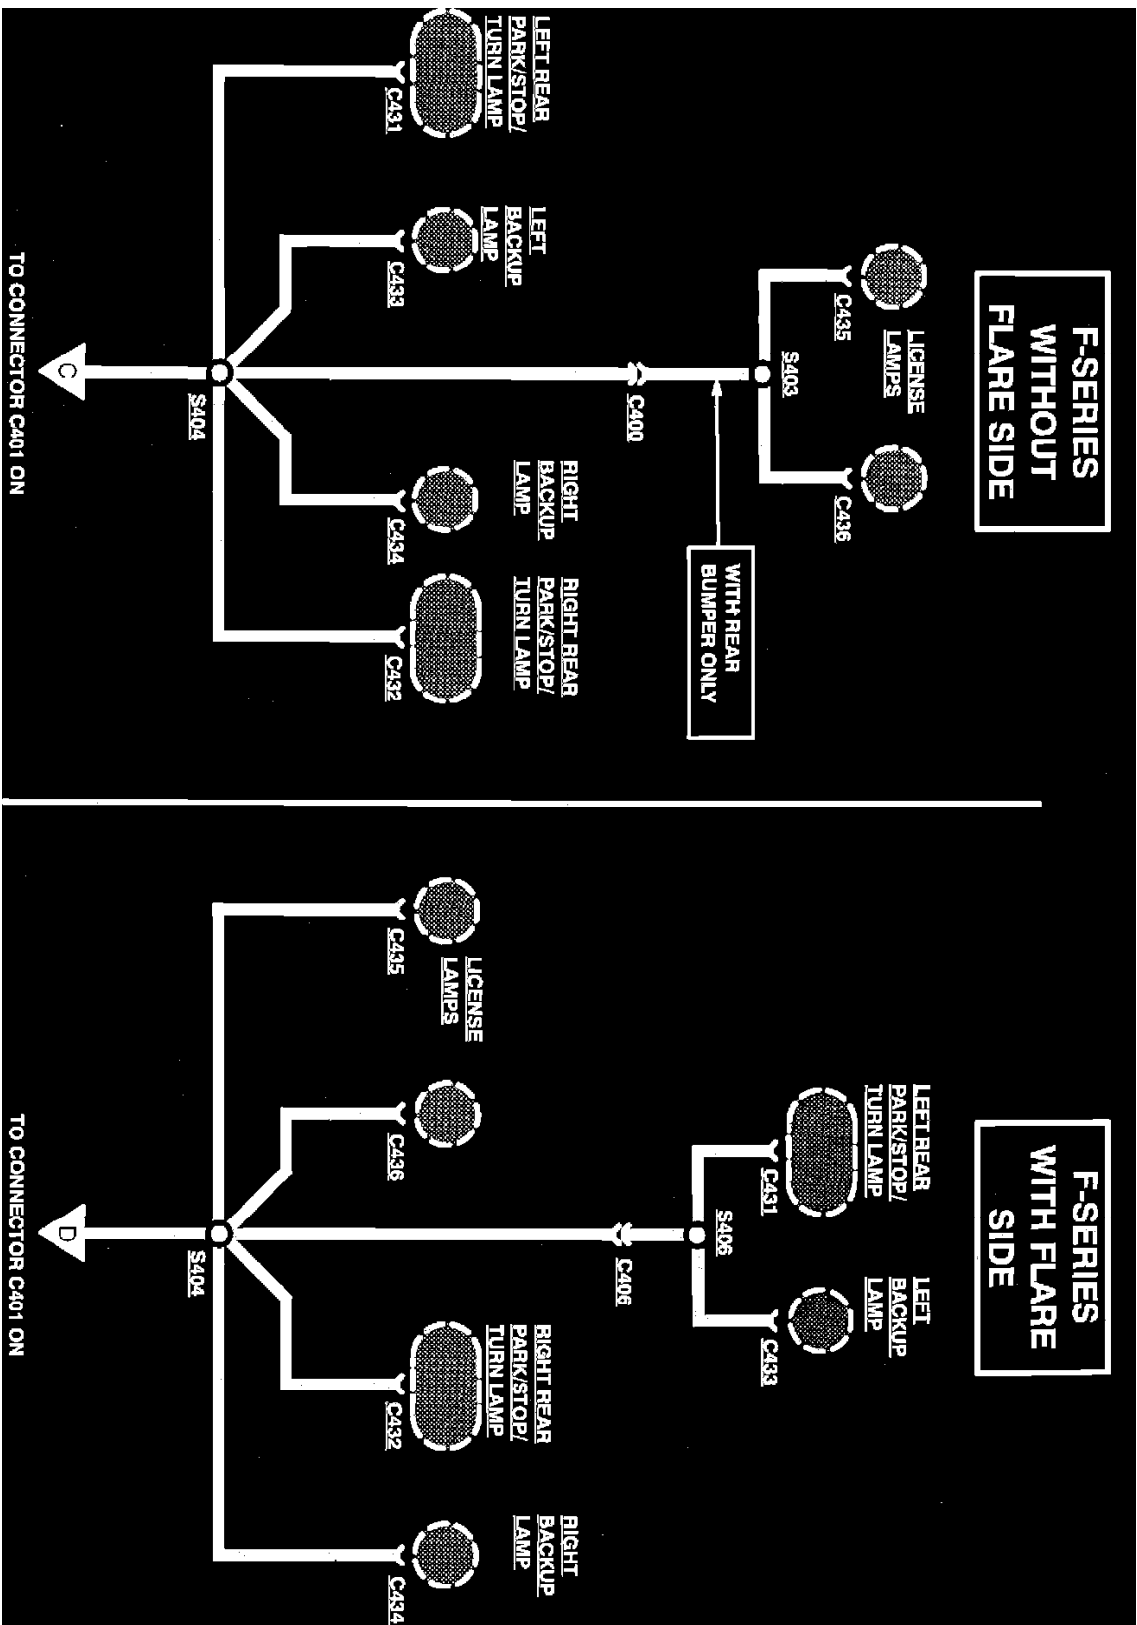 F-SERIES
WITHOUT
FLARE SIDE
LICENSE
LAMPS
C435
C436
S403
WITH REAR
BUMPER ONLY
C400
LEFT REAR
PARK/STOP/
TURN LAMP
C431
LEFT
BACKUP
LAMP
C433
RIGHT
BACKUP
LAMP
C434
RIGHT REAR
PARK/STOP/
TURN LAMP
C432
S404
C
TO CONNECTOR C401 ON
F-SERIES
WITH FLARE
SIDE
LEFT REAR
PARK/STOP/
TURN LAMP
C431
LEFT
BACKUP
LAMP
C433
S406
C406
LICENSE
LAMPS
C435
C436
RIGHT REAR
PARK/STOP/
TURN LAMP
C432
RIGHT
BACKUP
LAMP
C434
S404
D
TO CONNECTOR C401 ON